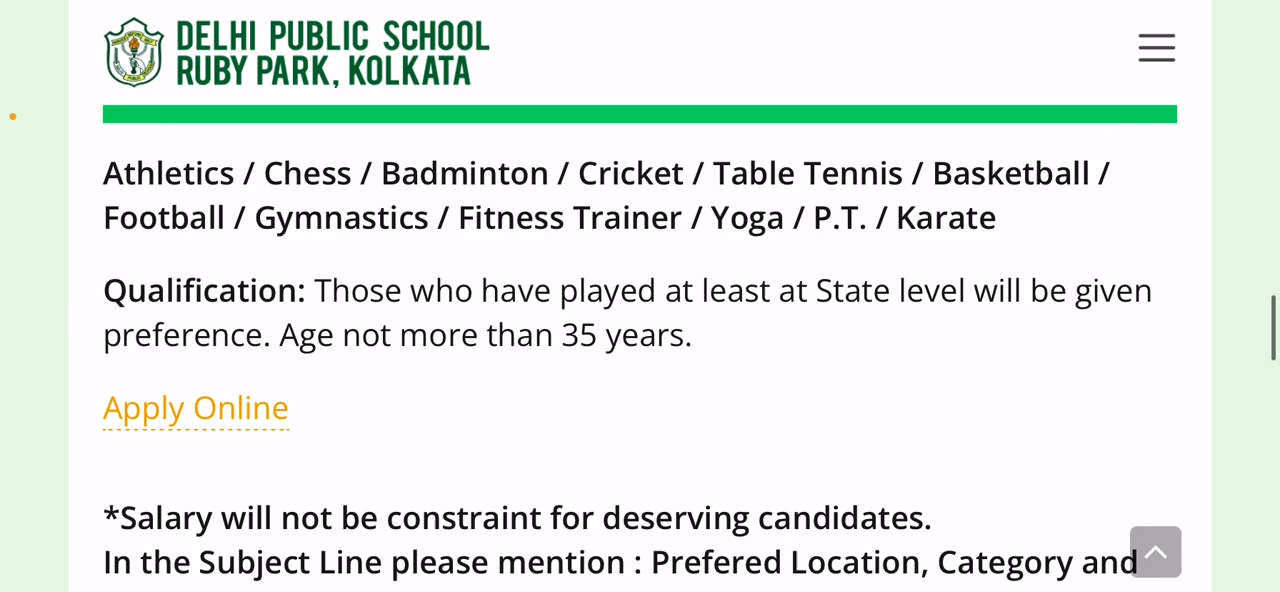 DELHI PUBLIC SCHOOL
RUBY PARK, KOLKATA
Athletics / Chess / Badminton / Cricket / Table Tennis / Basketball /
Football / Gymnastics / Fitness Trainer / Yoga / P.T. / Karate
Qualification: Those who have played at least at State level will be given
preference. Age not more than 35 years.
Apply Online
*Salary will not be constraint for deserving candidates.
In the Subject Line please mention : Prefered Location, Category and